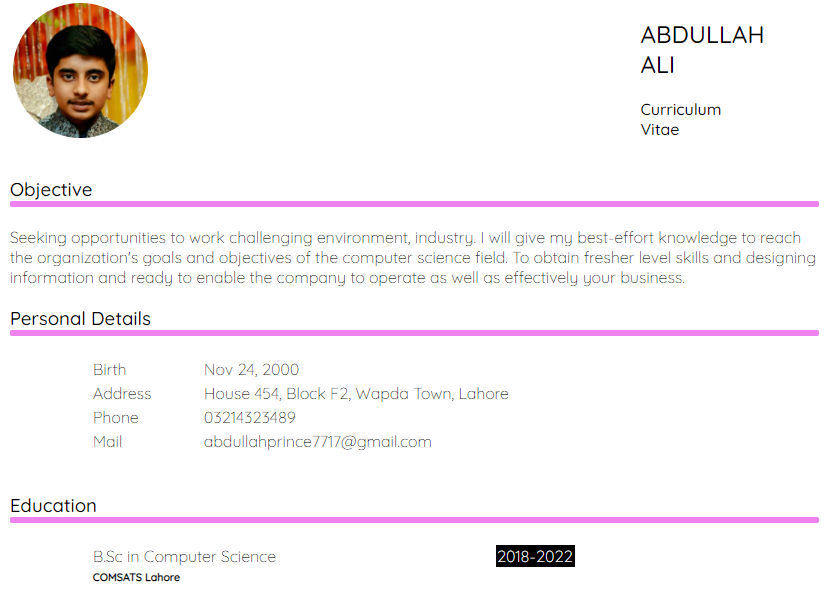 ABDULLAH
ALI
Curriculum
Vitae
Objective
Seeking opportunities to work challenging environment, industry. I will give my best-effort knowledge to reach
the organization's goals and objectives of the computer science field. To obtain fresher level skills and designing
information and ready to enable the company to operate as well as effectively your business.
Personal Details
Birth Nov 24, 2000
Address House 454, Block F2, Wapda Town, Lahore
Phone 03214323489
Mail abdullahprince7717@gmail.com
Education
B.Sc in Computer Science 2018-2022
COMSATS Lahore